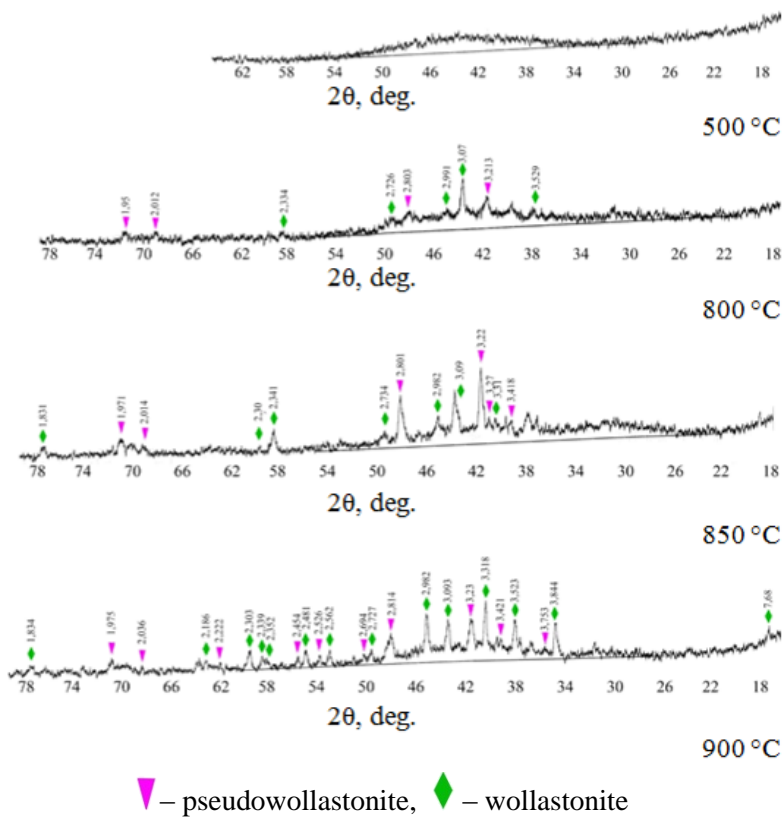 62 58 54 50 46 42 38 34 30 26 22 18
2θ, deg.
500 °C
1,95 2,012 2,334 2,726 2,803 2,991 3,07 3,213 3,529
78 74 70 66 62 58 54 50 46 42 38 34 30 26 22 18
2θ, deg.
800 °C
1,831 1,971 2,014 2,30 2,341 2,734 2,801 2,982 3,09 3,22 3,27 3,31 3,418
78 70 66 62 58 54 50 46 42 38 34 30 26 22 18
2θ, deg.
850 °C
1,834 1,975 2,036 2,186 2,222 2,303 2,339 2,352 2,454 2,481 2,526 2,562 2,694 2,727 2,814 2,982 3,093 3,23 3,318 3,421 3,523 3,753 3,844 7,68
78 70 66 62 58 54 50 46 42 38 34 30 26 22 18
2θ, deg.
900 °C
– pseudowollastonite, – wollastonite